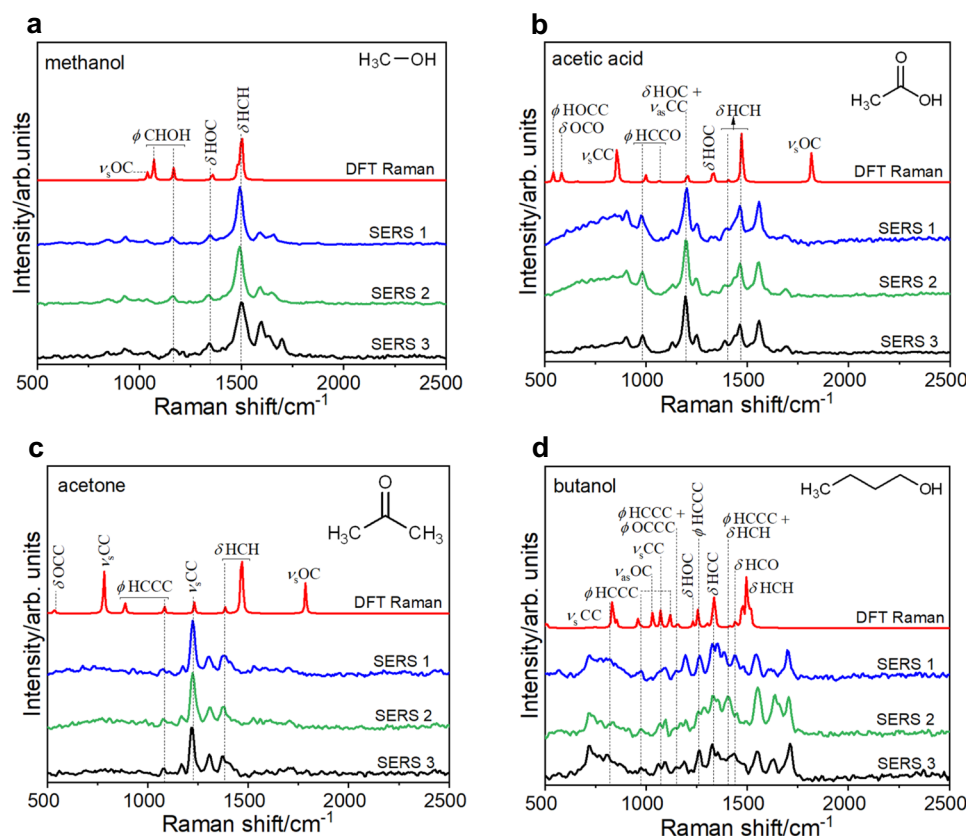 a
methanol
H₃C—OH
νₛOC
ϕ CHOH
δ HOC
δ HCH
DFT Raman
SERS 1
SERS 2
SERS 3
Intensity/arb.units
500 1000 1500 2000 2500
Raman shift/cm⁻¹
b
acetic acid
O
H₃C OH
ϕ HOCC
δ OCO
νₛCC
δ HOC +
νₐₛCC
ϕ HCCO
δ HOC
δ HCH
νₛOC
DFT Raman
SERS 1
SERS 2
SERS 3
Intensity/arb. units
500 1000 1500 2000 2500
Raman shift/cm⁻¹
c
acetone
O
H₃C CH₃
δ OCC
νₛCC
ϕ HCCC
νₛCC
δ HCH
νₛOC
DFT Raman
SERS 1
SERS 2
SERS 3
Intensity/arb. units
500 1000 1500 2000 2500
Raman shift/cm⁻¹
d
butanol
H₃C OH
νₛ CC
ϕ HCCC
νₐₛOC
νₛCC
ϕ HCCC +
ϕ OCCC
δ HOC
ϕ HCCC
δ HCC
ϕ HCCC +
δ HCH
δ HCO
δ HCH
DFT Raman
SERS 1
SERS 2
SERS 3
Intensity/arb. units
500 1000 1500 2000 2500
Raman shift/cm⁻¹